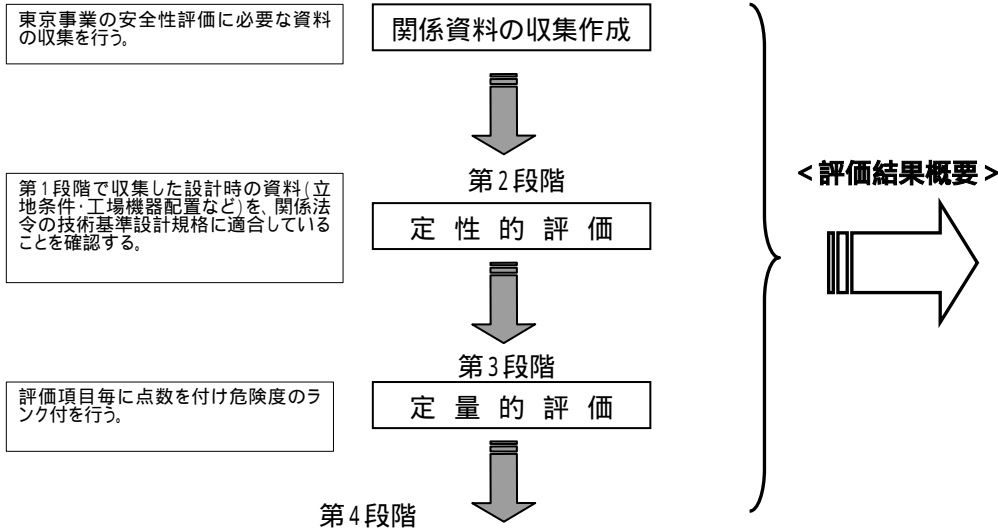 東京事業の安全性評価に必要な資料
の収集を行う。
関係資料の収集作成
第2段階
第1段階で収集した設計時の資料(立
地条件・工場機器配置など)を、関係法
令の技術基準設計規格に適合している
ことを確認する。
定性的評価
<評価結果概要>
第3段階
評価項目毎に点数を付け危険度のラ
ンク付を行う。
定量的評価
第4段階